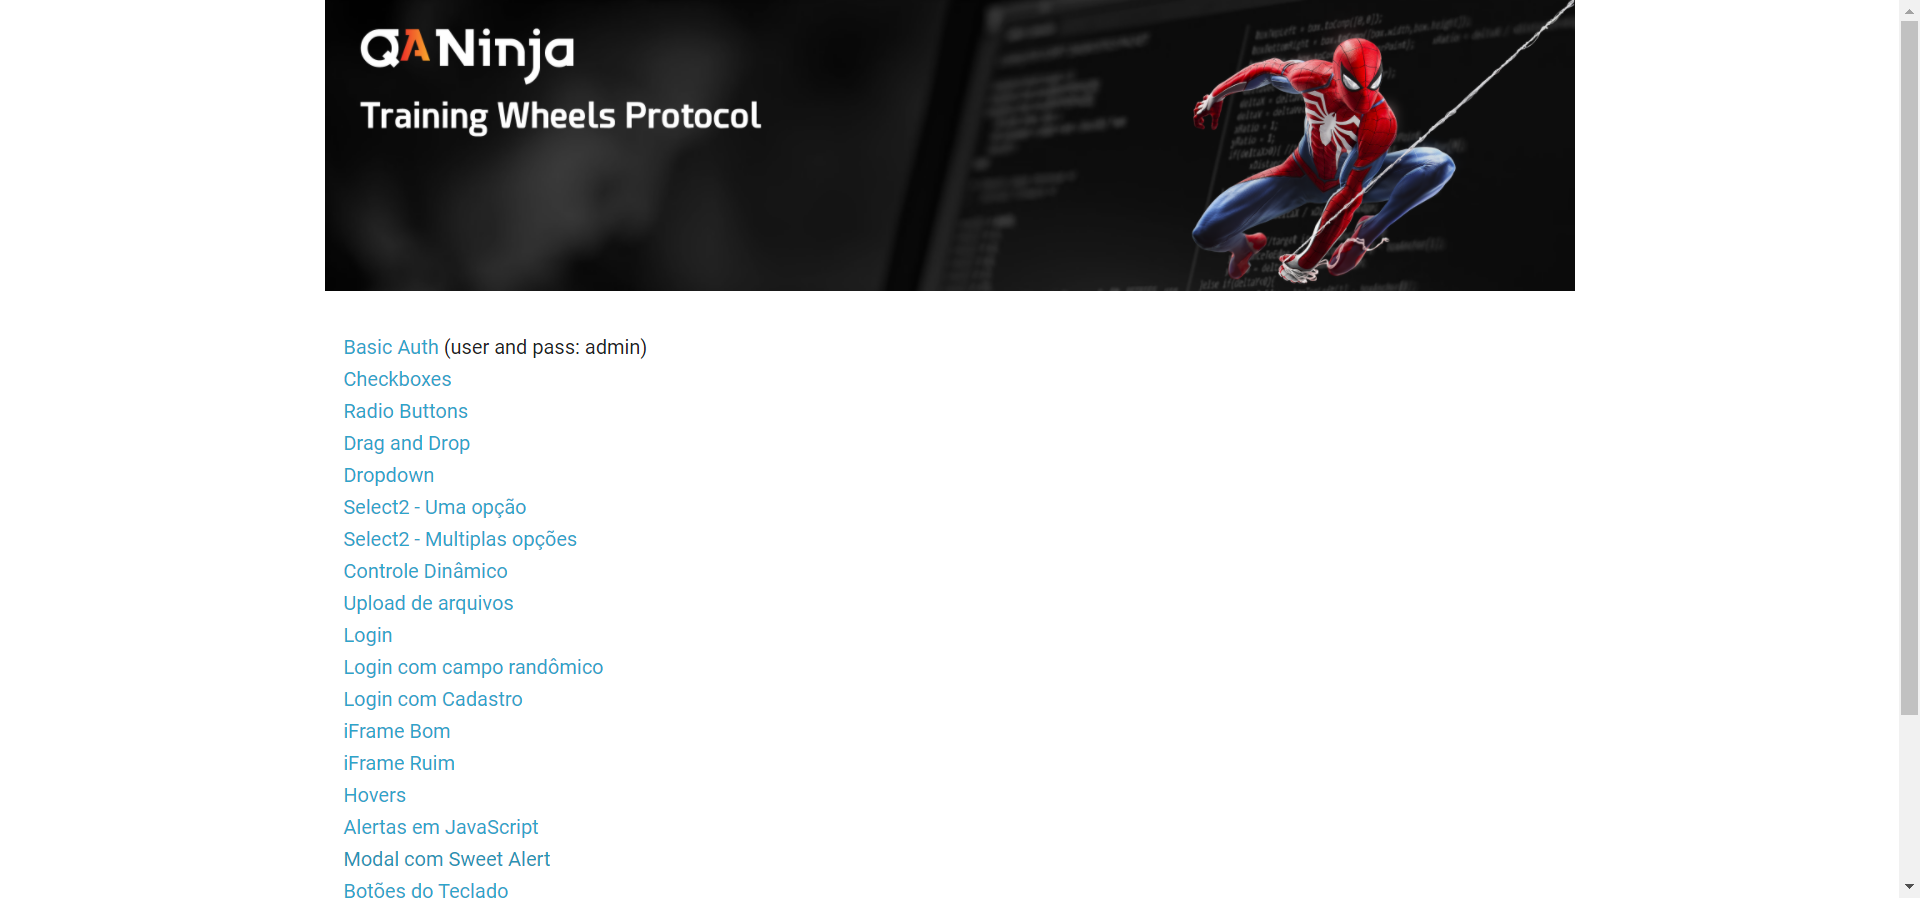 QANinja
Training Wheels Protocol
Basic Auth (user and pass: admin)
Checkboxes
Radio Buttons
Drag and Drop
Dropdown
Select2 - Uma opção
Select2 - Multiplas opções
Controle Dinâmico
Upload de arquivos
Login
Login com campo randômico
Login com Cadastro
iFrame Bom
iFrame Ruim
Hovers
Alertas em JavaScript
Modal com Sweet Alert
Botões do Teclado